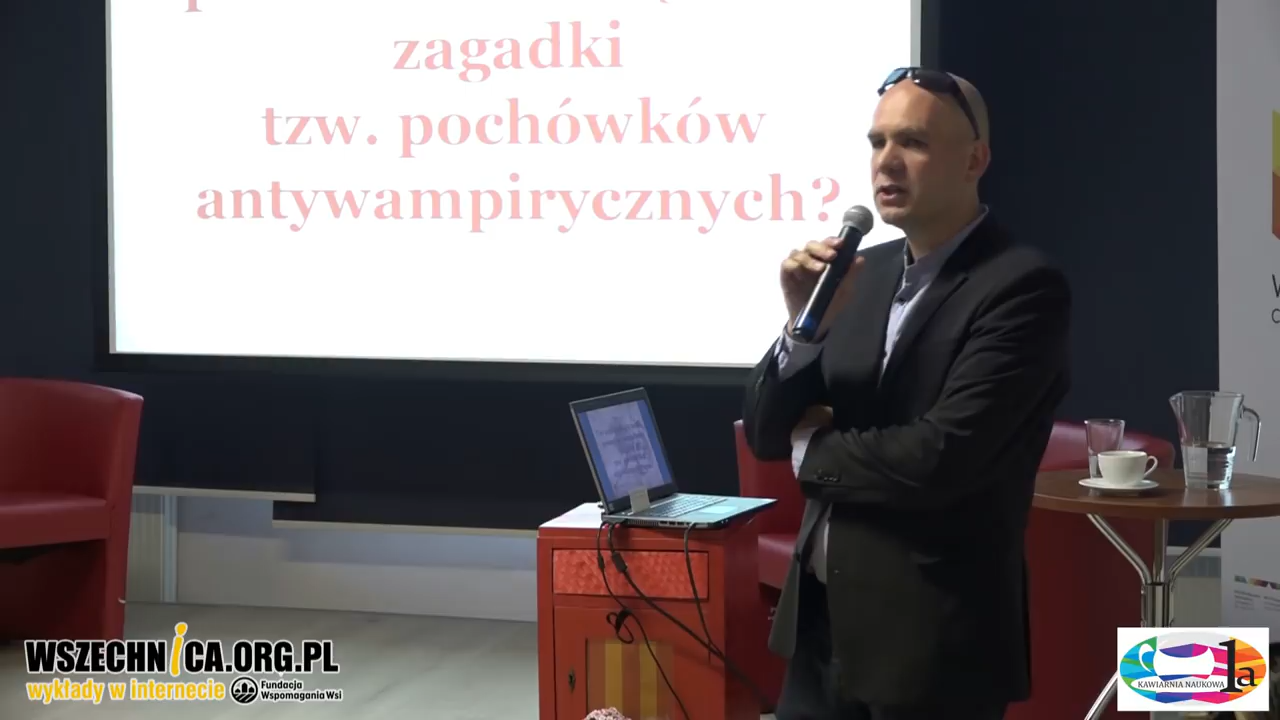 zagadki
tzw. pochówków
antywampirycznych?
WSZECHNiCA.ORG.PL
wykłady w internecie
Fundacja
Wspomagania Wsi
KAWIARNIA NAUKOWA
1a